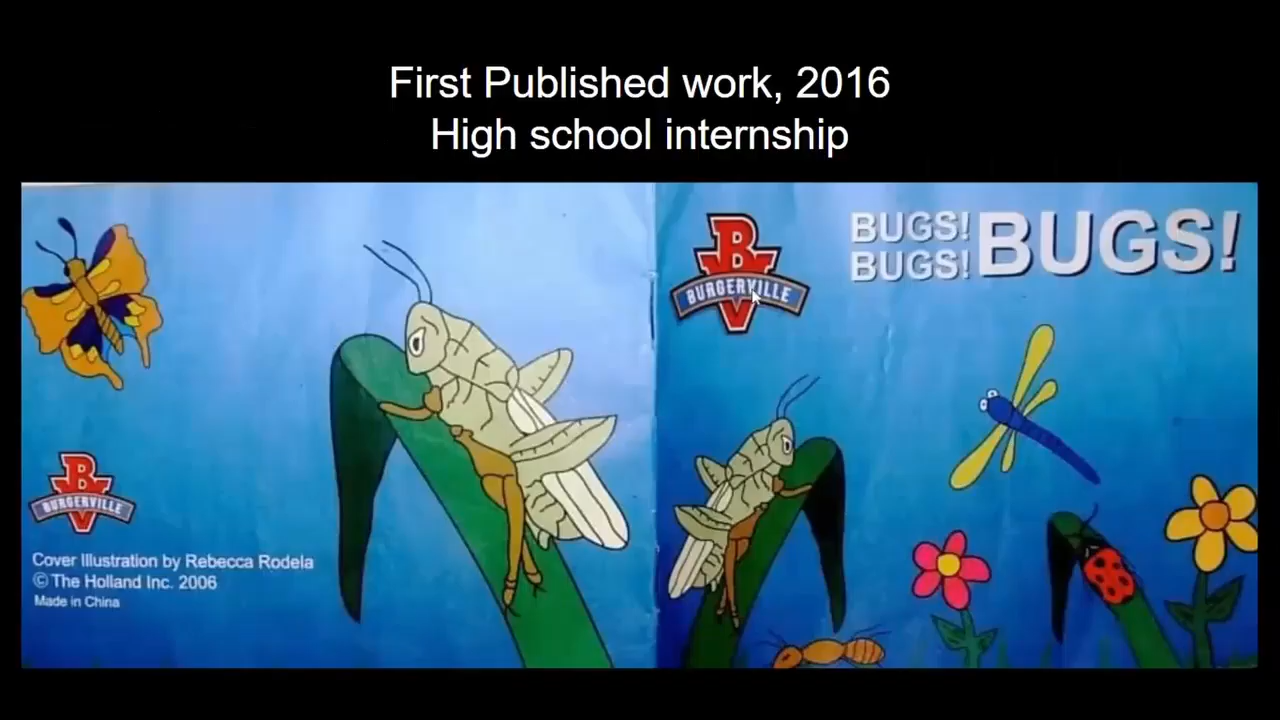 First Published work, 2016
High school internship
B
BURGERVILLE
V
BUGS!
BUGS!
BUGS!
B
BURGERVILLE
V
Cover Illustration by Rebecca Rodela
© The Holland Inc. 2006
Made in China